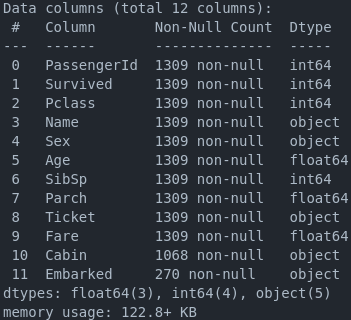 Data columns (total 12 columns):
#   Column       Non-Null Count  Dtype
---  ------       --------------  -----
0   PassengerId  1309 non-null   int64
1   Survived     1309 non-null   int64
2   Pclass       1309 non-null   int64
3   Name         1309 non-null   object
4   Sex          1309 non-null   object
5   Age          1309 non-null   float64
6   SibSp        1309 non-null   int64
7   Parch        1309 non-null   float64
8   Ticket       1309 non-null   object
9   Fare         1309 non-null   float64
10  Cabin        1068 non-null   object
11  Embarked     270 non-null    object
dtypes: float64(3), int64(4), object(5)
memory usage: 122.8+ KB